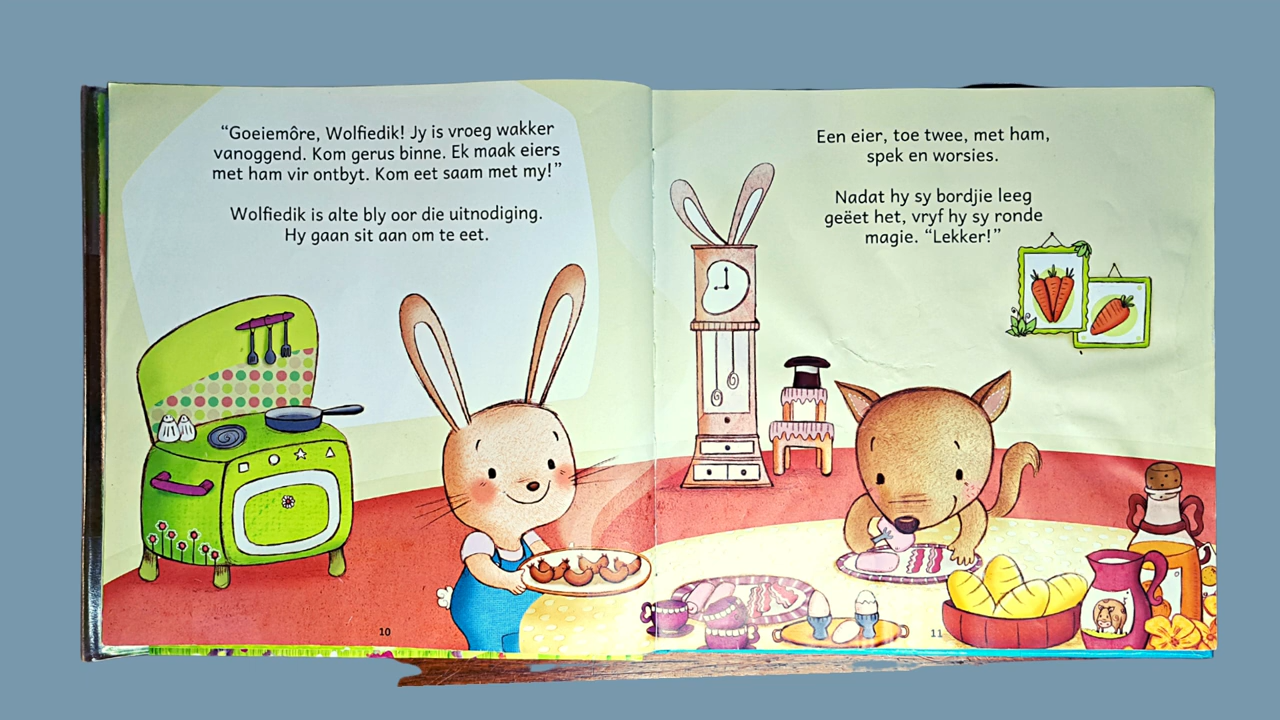 “Goeiemôre, Wolfiedik! Jy is vroeg wakker
vanoggend. Kom gerus binne. Ek maak eiers
met ham vir ontbyt. Kom eet saam met my!”
Wolfiedik is alte bly oor die uitnodiging.
Hy gaan sit aan om te eet.
10
Een eier, toe twee, met ham,
spek en worsies.
Nadat hy sy bordjie leeg
geëet het, vryf hy sy ronde
magie. “Lekker!”
11